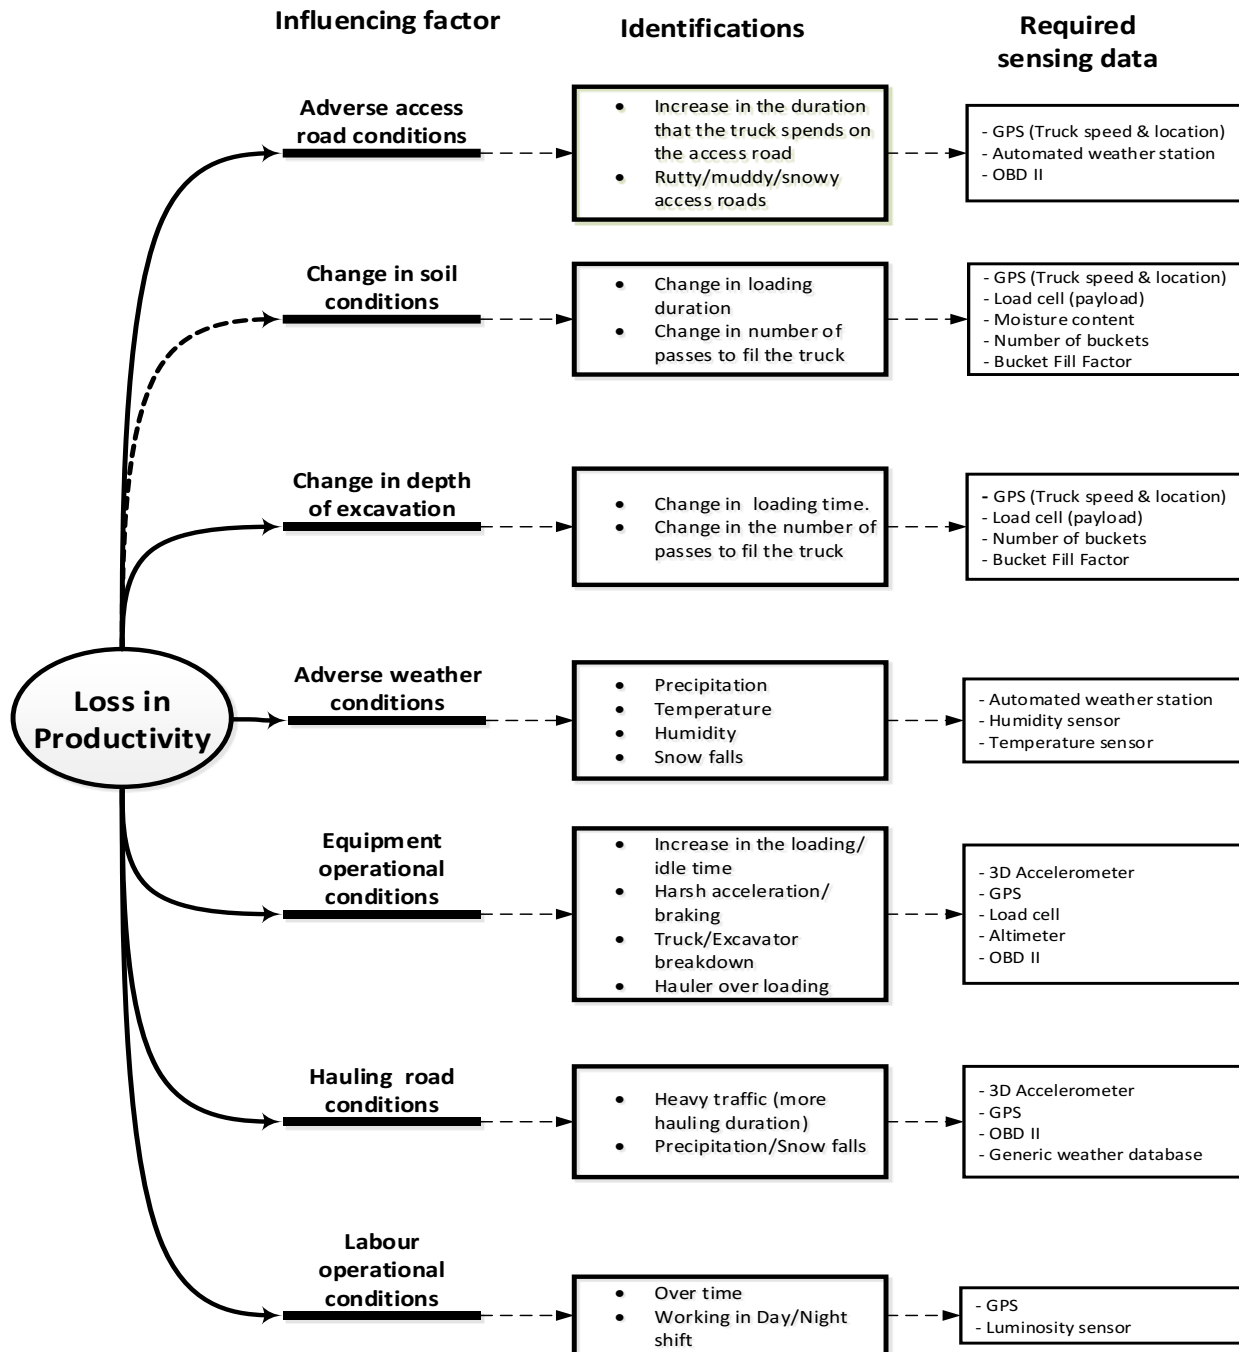 Influencing factor
Identifications
Required
sensing data
Adverse access
road conditions
• Increase in the duration
that the truck spends on
the access road
• Rutty/muddy/snowy
access roads
- GPS (Truck speed & location)
- Automated weather station
- OBD II
Change in soil
conditions
• Change in loading
duration
• Change in number of
passes to fil the truck
- GPS (Truck speed & location)
- Load cell (payload)
- Moisture content
- Number of buckets
- Bucket Fill Factor
Change in depth
of excavation
• Change in loading time.
• Change in the number of
passes to fil the truck
- GPS (Truck speed & location)
- Load cell (payload)
- Number of buckets
- Bucket Fill Factor
Loss in
Productivity
Adverse weather
conditions
• Precipitation
• Temperature
• Humidity
• Snow falls
- Automated weather station
- Humidity sensor
- Temperature sensor
Equipment
operational
conditions
• Increase in the loading/
idle time
• Harsh acceleration/
braking
• Truck/Excavator
breakdown
• Hauler over loading
- 3D Accelerometer
- GPS
- Load cell
- Altimeter
- OBD II
Hauling road
conditions
• Heavy traffic (more
hauling duration)
• Precipitation/Snow falls
- 3D Accelerometer
- GPS
- OBD II
- Generic weather database
Labour
operational
conditions
• Over time
• Working in Day/Night
shift
- GPS
- Luminosity sensor